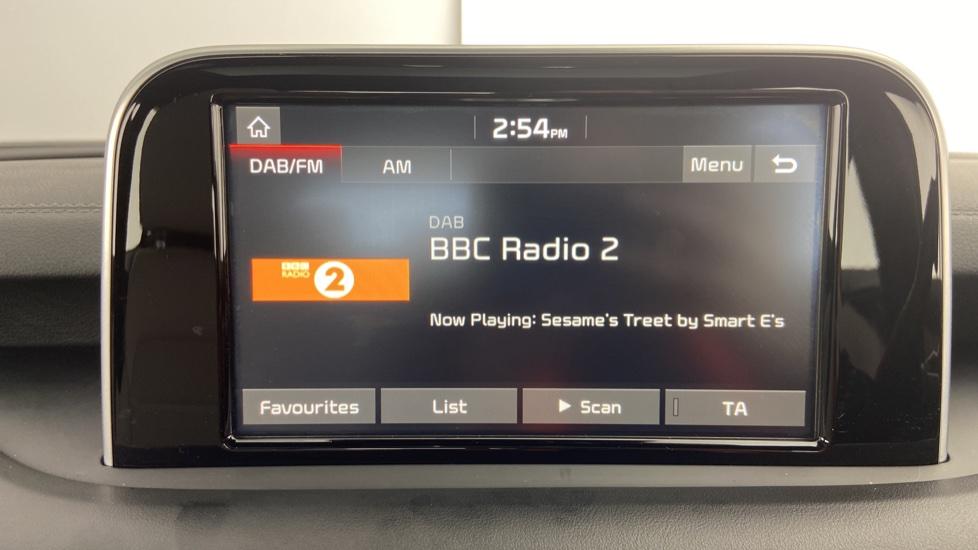 2:54PM
DAB/FM AM Menu
DAB
BBC Radio 2
BBC
RADIO 2
Now Playing: Sesame's Treet by Smart E's
Favourites List Scan TA